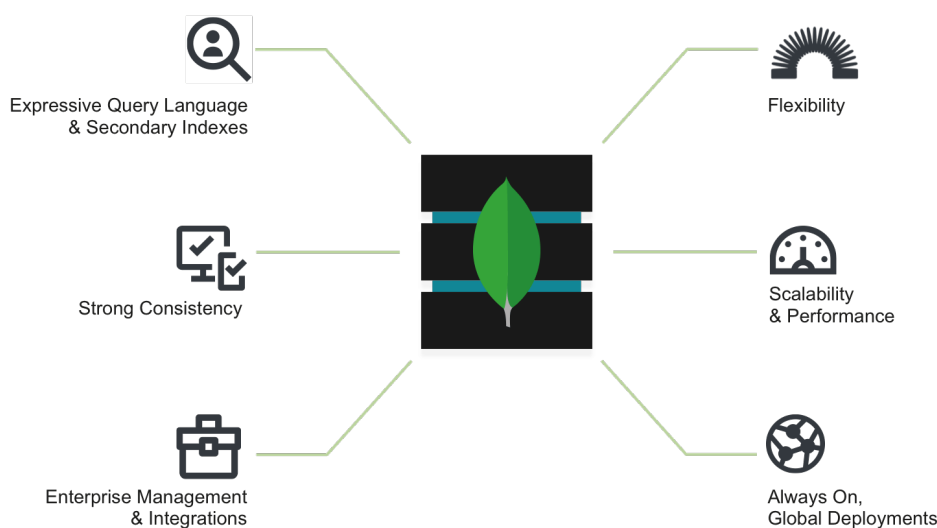 Expressive Query Language
& Secondary Indexes
Flexibility
Strong Consistency
Scalability
& Performance
Enterprise Management
& Integrations
Always On,
Global Deployments